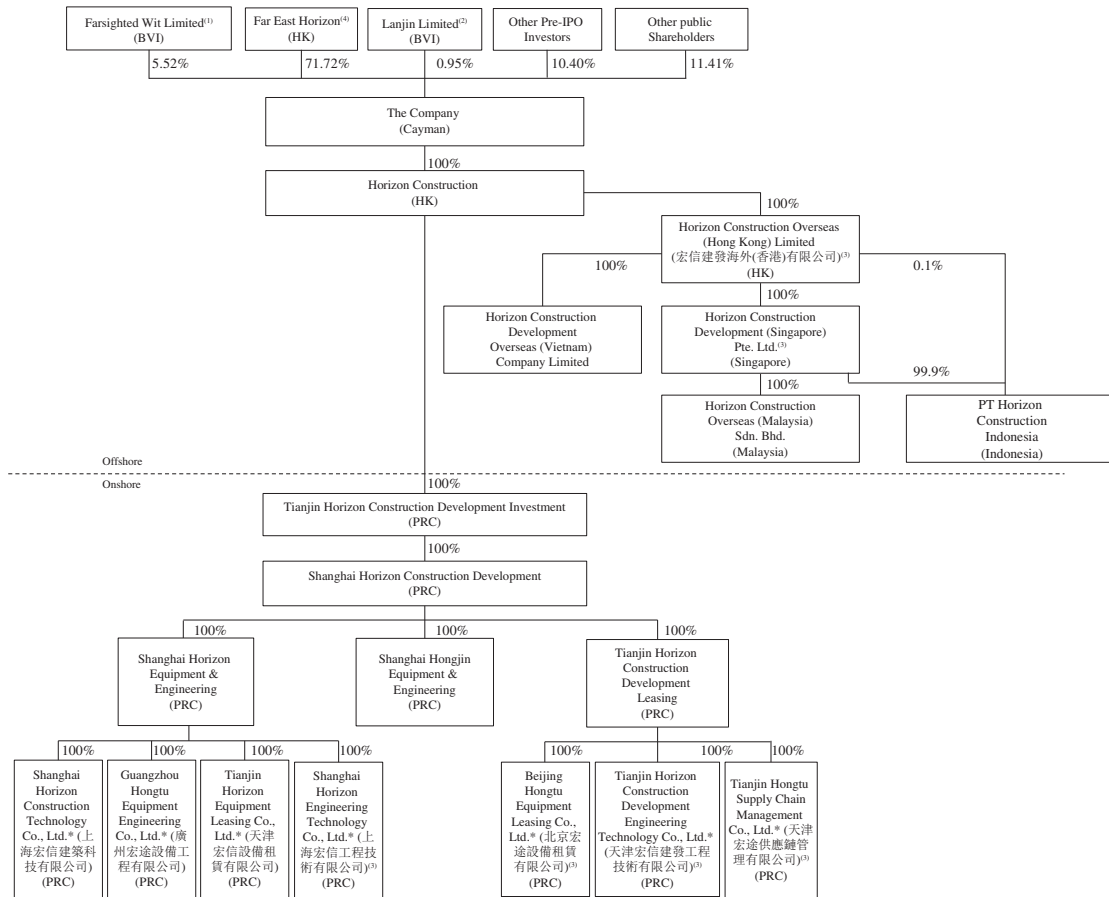 Farsighted Wit Limited(1)
(BVI)
Far East Horizon(4)
(HK)
Lanjin Limited(2)
(BVI)
Other Pre-IPO
Investors
Other public
Shareholders
5.52%
71.72%
0.95%
10.40%
11.41%
The Company
(Cayman)
100%
Horizon Construction
(HK)
100%
Horizon Construction Overseas
(Hong Kong) Limited
(宏信建發海外(香港)有限公司)(3)
(HK)
100%
0.1%
100%
Horizon Construction
Development
Overseas (Vietnam)
Company Limited
Horizon Construction
Development (Singapore)
Pte. Ltd.(3)
(Singapore)
99.9%
100%
Horizon Construction
Overseas (Malaysia)
Sdn. Bhd.
(Malaysia)
PT Horizon
Construction
Indonesia
(Indonesia)
Offshore
Onshore
100%
Tianjin Horizon Construction Development Investment
(PRC)
100%
Shanghai Horizon Construction Development
(PRC)
100%
100%
100%
Shanghai Horizon
Equipment &
Engineering
(PRC)
Shanghai Hongjin
Equipment &
Engineering
(PRC)
Tianjin Horizon
Construction
Development
Leasing
(PRC)
100%
100%
100%
100%
100%
100%
100%
Shanghai
Horizon
Construction
Technology
Co., Ltd.* (上
海宏信建築科
技有限公司)
(PRC)
Guangzhou
Hongtu
Equipment
Engineering
Co., Ltd.* (廣
州宏途設備工
程有限公司)
(PRC)
Tianjin
Horizon
Equipment
Leasing Co.,
Ltd.* (天津
宏信設備租
賃有限公司)
(PRC)
Shanghai
Horizon
Engineering
Technology
Co., Ltd.* (上
海宏信工程技
術有限公司)(3)
(PRC)
Beijing
Hongtu
Equipment
Leasing Co.,
Ltd.* (北京宏
途設備租賃
有限公司)(3)
(PRC)
Tianjin Horizon
Construction
Development
Engineering
Technology Co., Ltd.*
(天津宏信建發工程
技術有限公司)(3)
(PRC)
Tianjin Hongtu
Supply Chain
Management
Co., Ltd.* (天津
宏途供應鏈管
理有限公司)(3)
(PRC)